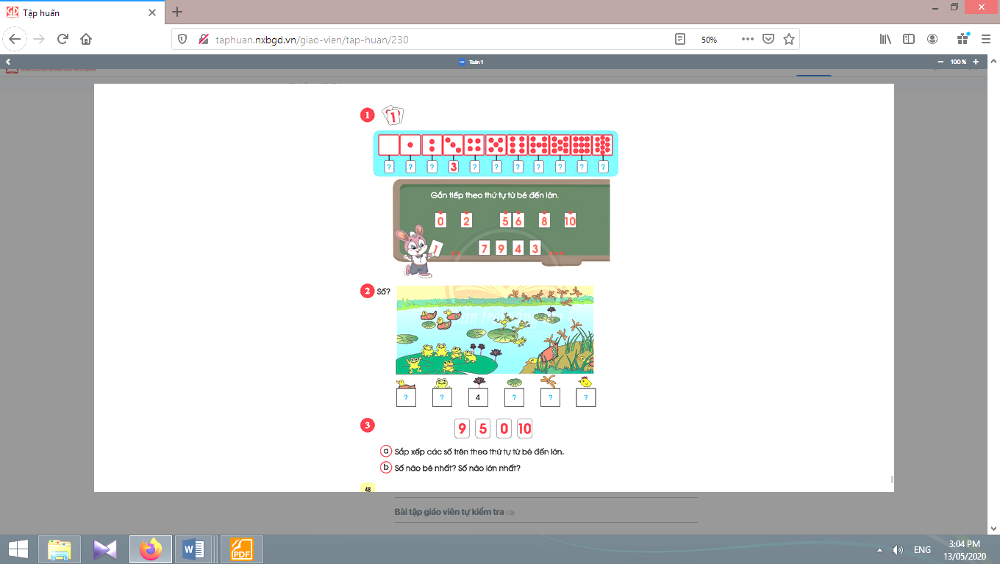 Tập huấn
taphuan.nxbgd.vn/giao-vien/tap-huan/230
50%
Toán 1
100 %
1
1
? ? ? 3 ? ? ? ? ? ? ?
Gắn tiếp theo thứ tự từ bé đến lớn.
0 2 5 6 8 10
1 7 9 4 3
2 Số?
? ? 4 ? ? ?
3
9 5 0 10
a Sắp xếp các số trên theo thứ tự từ bé đến lớn.
b Số nào bé nhất? Số nào lớn nhất?
48
Bài tập giáo viên tự kiểm tra ( 0)
ENG
3:04 PM
13/05/2020
PDF